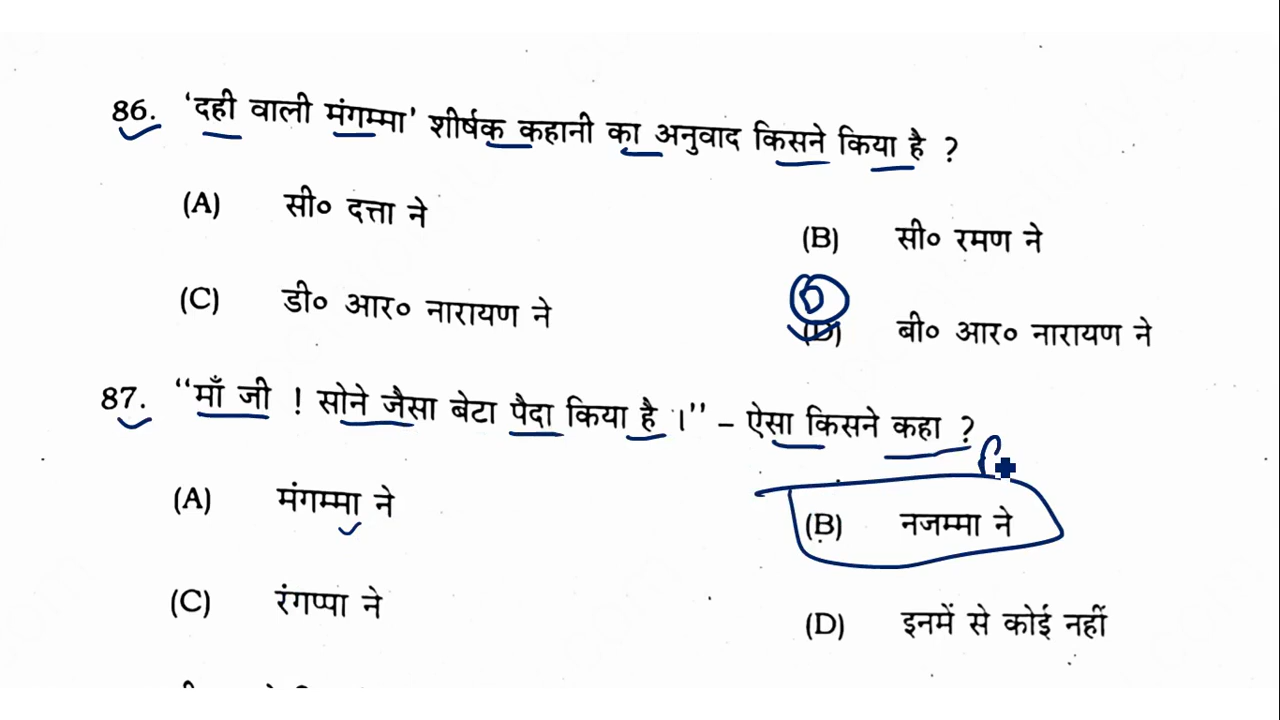 86. 'दही वाली मंगम्मा' शीर्षक कहानी का अनुवाद किसने किया है ?
(A) सी० दत्ता ने
(B) सी० रमण ने
(C) डी० आर० नारायण ने
D
(D) बी० आर० नारायण ने
87. "माँ जी ! सोने जैसा बेटा पैदा किया है ।" – ऐसा किसने कहा ?
(A) मंगम्मा ने
(B) नजम्मा ने
(C) रंगप्पा ने
(D) इनमें से कोई नहीं